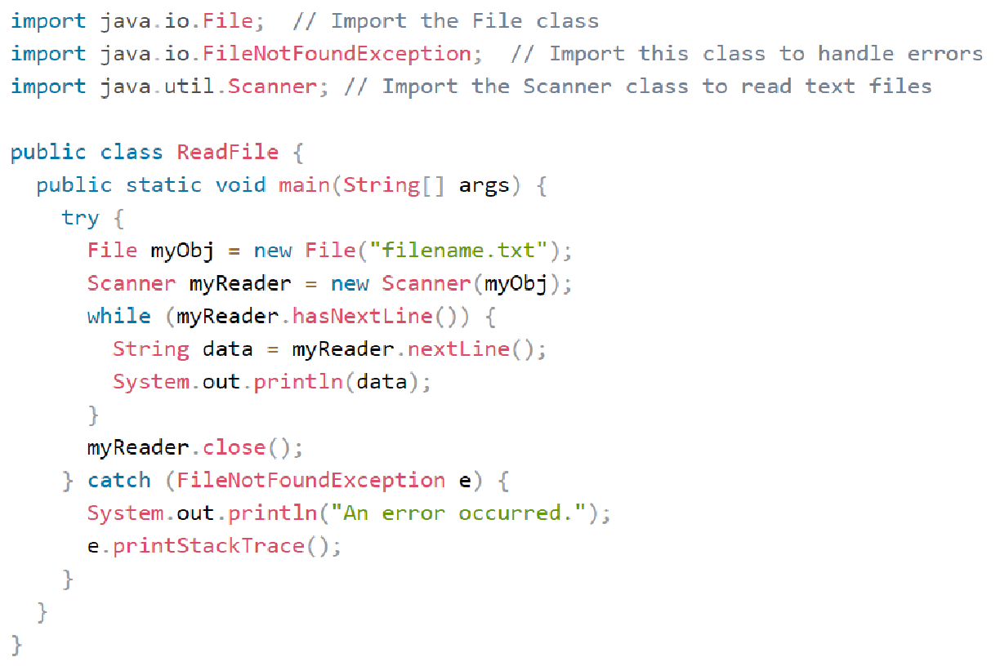 import java.io.File;  // Import the File class
import java.io.FileNotFoundException;  // Import this class to handle errors
import java.util.Scanner; // Import the Scanner class to read text files

public class ReadFile {
  public static void main(String[] args) {
    try {
      File myObj = new File("filename.txt");
      Scanner myReader = new Scanner(myObj);
      while (myReader.hasNextLine()) {
        String data = myReader.nextLine();
        System.out.println(data);
      }
      myReader.close();
    } catch (FileNotFoundException e) {
      System.out.println("An error occurred.");
      e.printStackTrace();
    }
  }
}